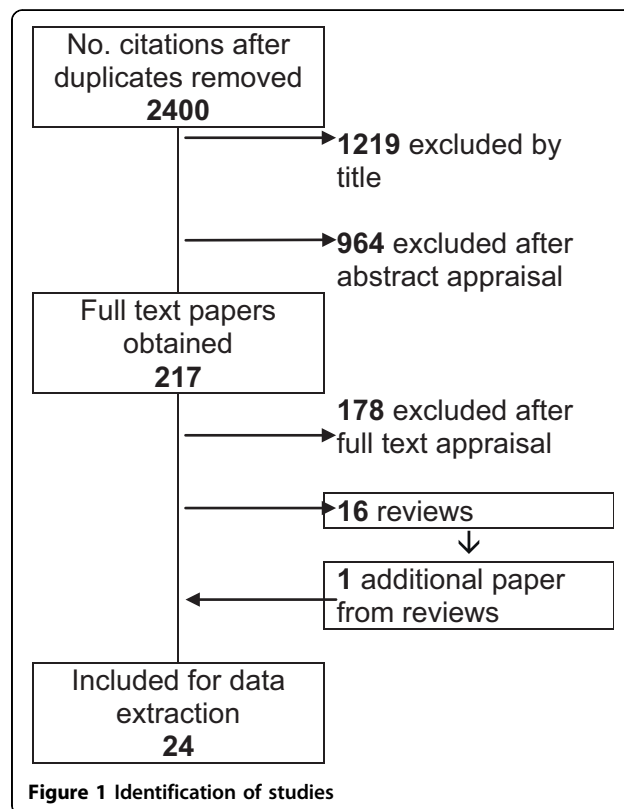 No. citations after
duplicates removed
2400
1219 excluded by
title
964 excluded after
abstract appraisal
Full text papers
obtained
217
178 excluded after
full text appraisal
16 reviews
1 additional paper
from reviews
Included for data
extraction
24
Figure 1 Identification of studies